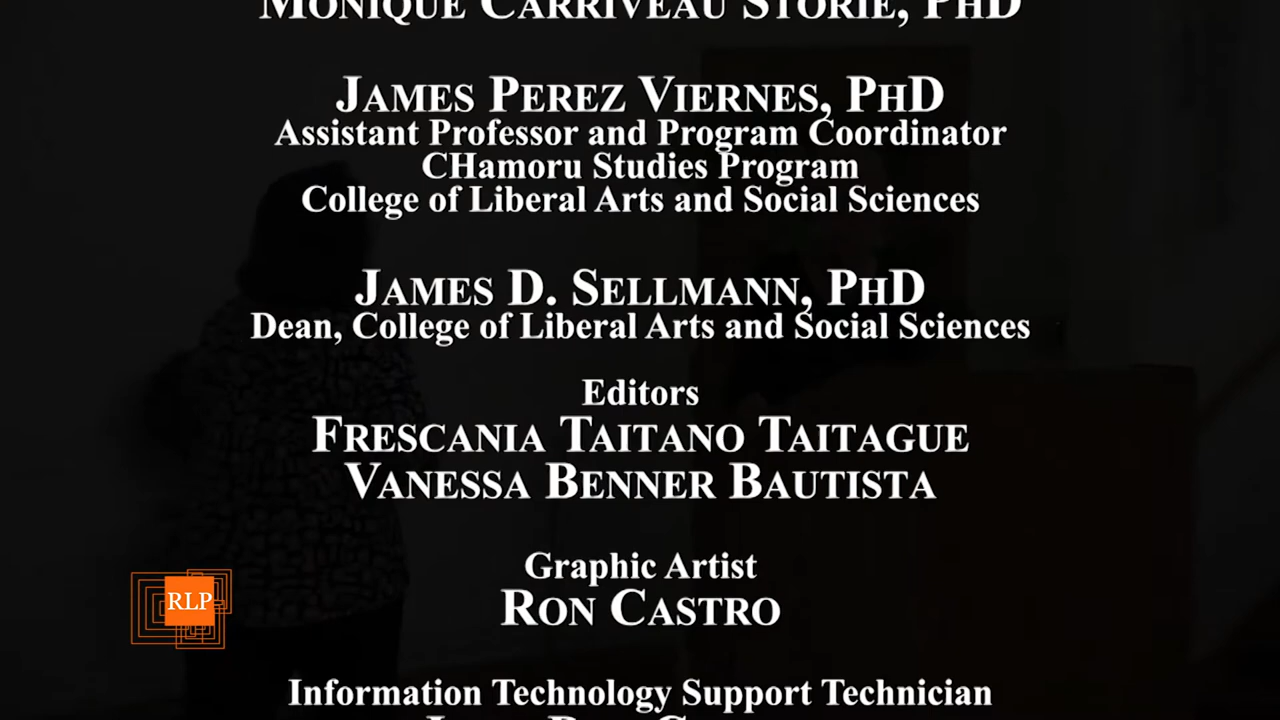 MONIQUE CARRIVEAU STORIE, PHD
JAMES PEREZ VIERNES, PHD
Assistant Professor and Program Coordinator
CHamoru Studies Program
College of Liberal Arts and Social Sciences
JAMES D. SELLMANN, PHD
Dean, College of Liberal Arts and Social Sciences
Editors
FRESCANIA TAITANO TAITAGUE
VANESSA BENNER BAUTISTA
Graphic Artist
RON CASTRO
RLP
Information Technology Support Technician